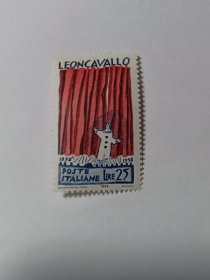 LEONCAVALLO
1858 1958
POSTE
ITALIANE LIRE 25